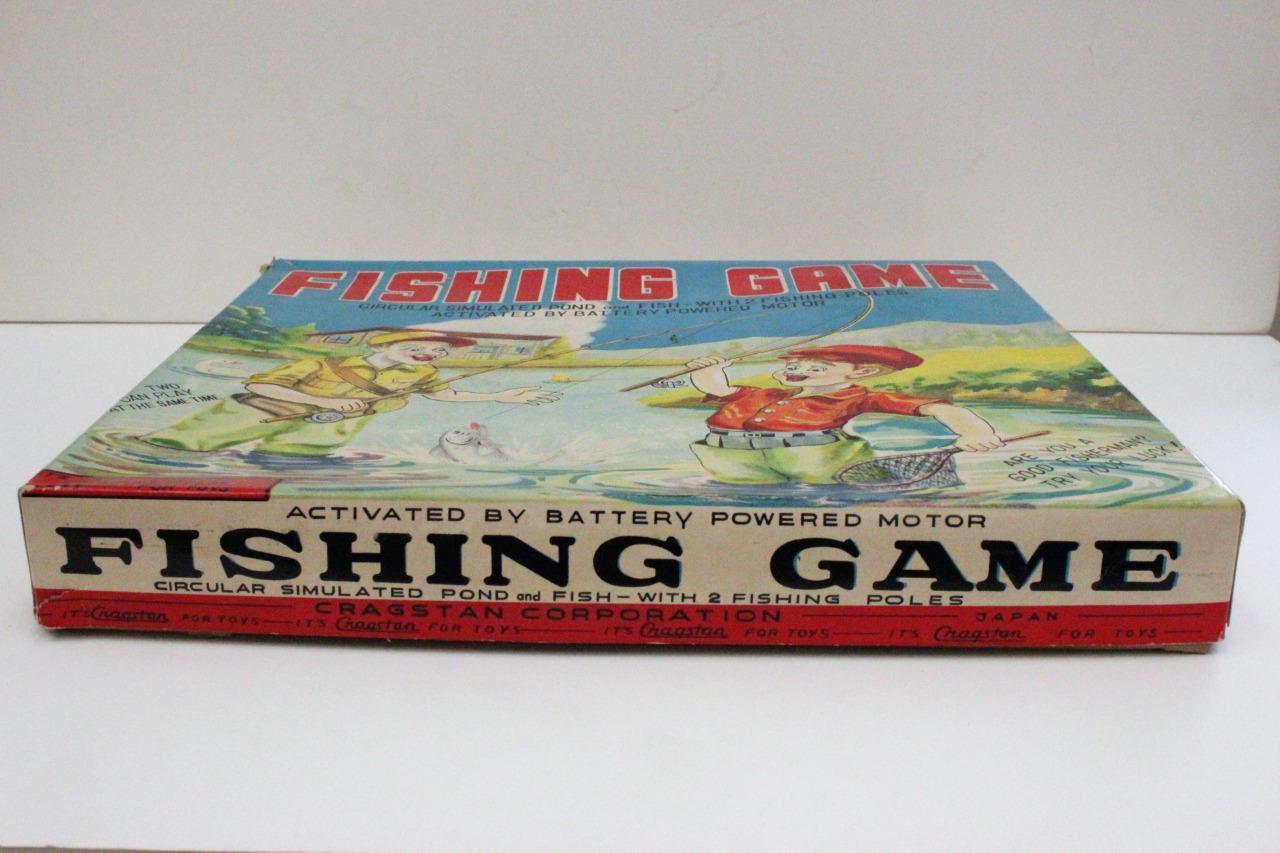 FISHING GAME
CIRCULAR SIMULATED POND and FISH-WITH 2 FISHING POLES
ACTIVATED BY BATTERY POWERED MOTOR
TWO
CAN PLAY
AT THE SAME TIME
ARE YOU A
GOOD FISHERMAN?
TRY YOUR LUCK!
FOR TOYS
ACTIVATED BY BATTERY POWERED MOTOR
FISHING GAME
CIRCULAR SIMULATED POND and FISH-WITH 2 FISHING POLES
CRAGSTAN CORPORATION JAPAN
IT'S Cragstan FOR TOYS — IT'S Cragstan FOR TOYS — IT'S Cragstan FOR TOYS — IT'S Cragstan FOR TOYS